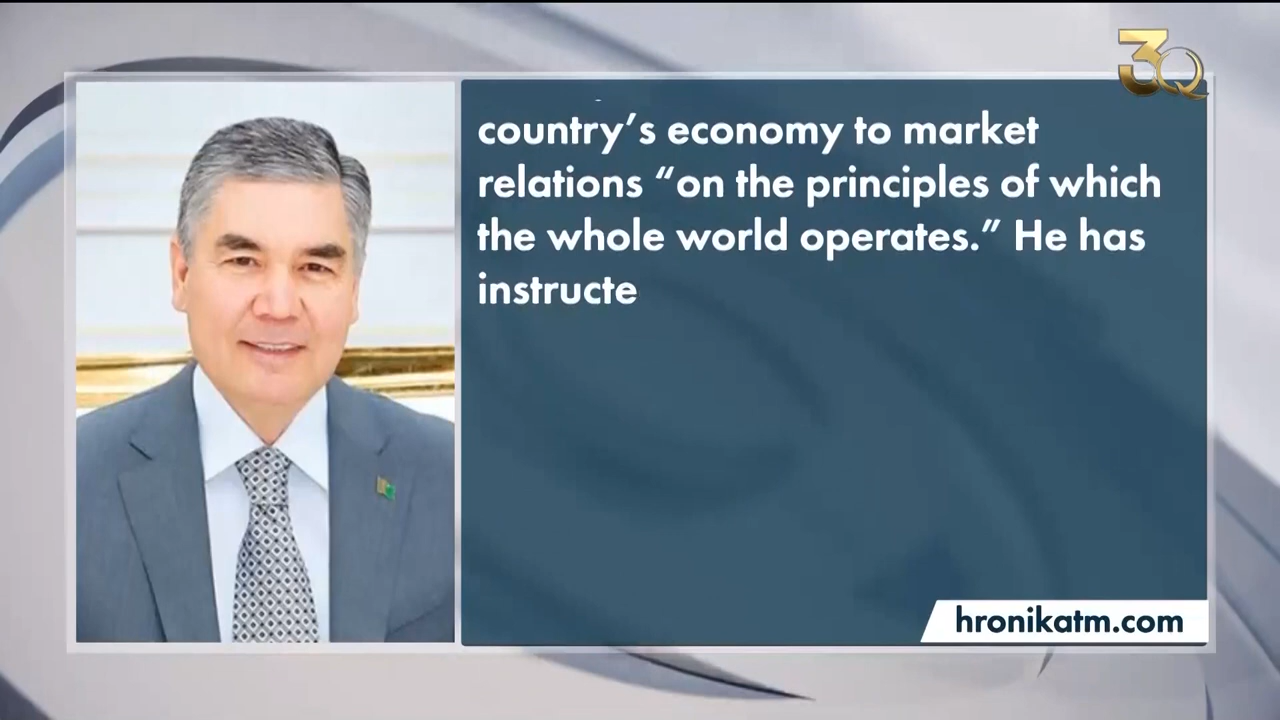 3Q
country’s economy to market
relations “on the principles of which
the whole world operates.” He has
instructe
hronikatm.com